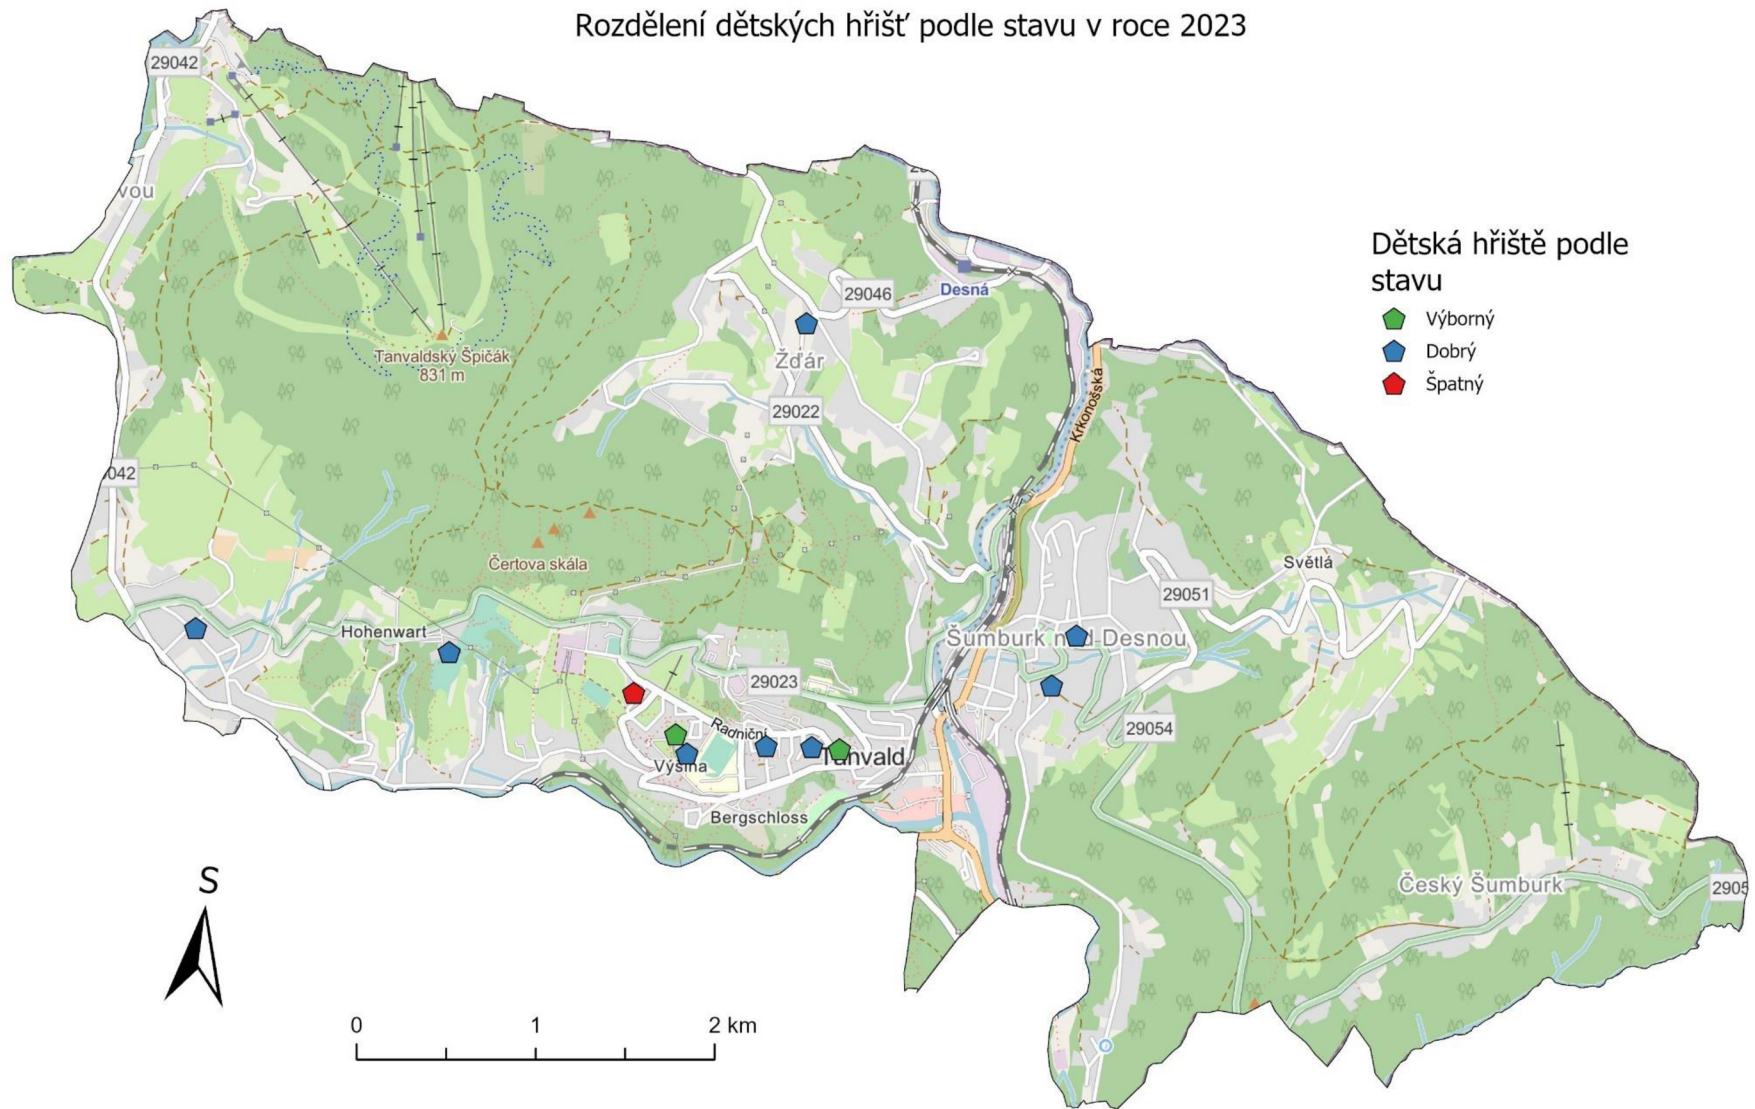 Rozdělení dětských hřišť podle stavu v roce 2023
29042
vou
Desná
Dětská hřiště podle
stavu
29046
Výborný
Dobrý
Špatný
Tanvaldský Špičák
831 m
Žďár
29022
Krkonošská
042
Čertova skála
Světlá
29051
Hohenwart
Šumburk nad Desnou
29023
Radniční
29054
Výšina
Tanvald
Bergschloss
Český Šumburk
2905
S
0 1 2 km